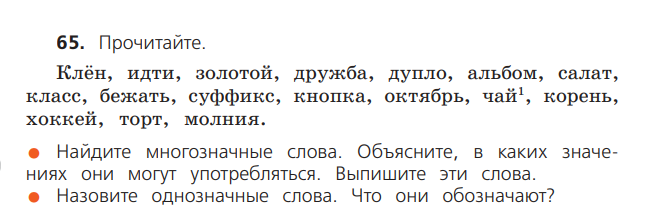 65. Прочитайте.
Клён, идти, золотой, дружба, дупло, альбом, салат,
класс, бежать, суффикс, кнопка, октябрь, чай¹, корень,
хоккей, торт, молния.
● Найдите многозначные слова. Объясните, в каких значе-
ниях они могут употребляться. Выпишите эти слова.
● Назовите однозначные слова. Что они обозначают?